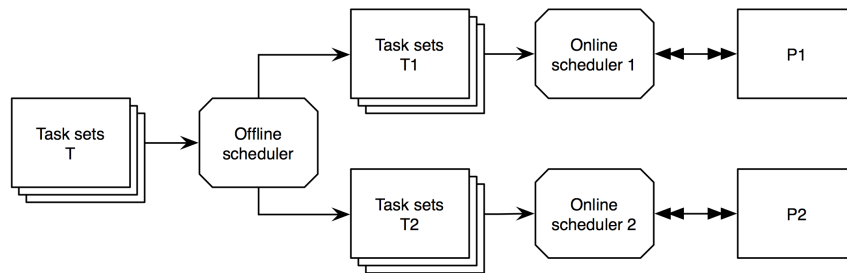 Task sets
T
Offline
scheduler
Task sets
T1
Online
scheduler 1
P1
Task sets
T2
Online
scheduler 2
P2